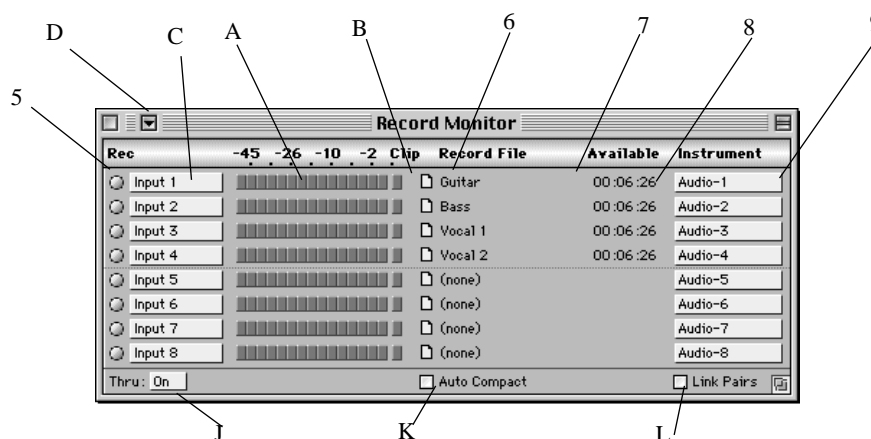 D C A B 6 7 8
5
Record Monitor
Rec -45 -26 -10 -2 Clip Record File Available Instrument
Input 1 Guitar 00:06:26 Audio-1
Input 2 Bass 00:06:26 Audio-2
Input 3 Vocal 1 00:06:26 Audio-3
Input 4 Vocal 2 00:06:26 Audio-4
Input 5 (none) Audio-5
Input 6 (none) Audio-6
Input 7 (none) Audio-7
Input 8 (none) Audio-8
Thru: On Auto Compact Link Pairs
J K L